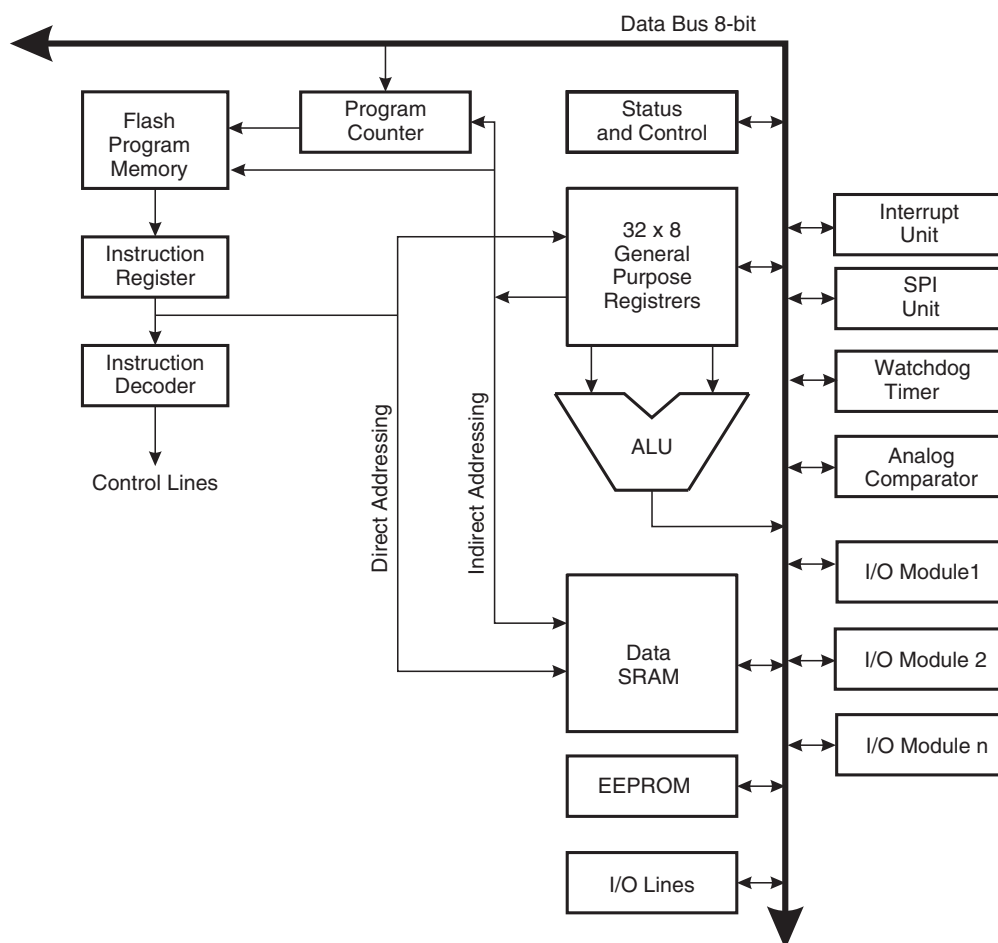 Data Bus 8-bit
Flash
Program
Memory
Program
Counter
Status
and Control
Instruction
Register
32 x 8
General
Purpose
Registrers
Interrupt
Unit
SPI
Unit
Instruction
Decoder
Watchdog
Timer
Control Lines
Direct Addressing
Indirect Addressing
ALU
Analog
Comparator
I/O Module1
Data
SRAM
I/O Module 2
I/O Module n
EEPROM
I/O Lines